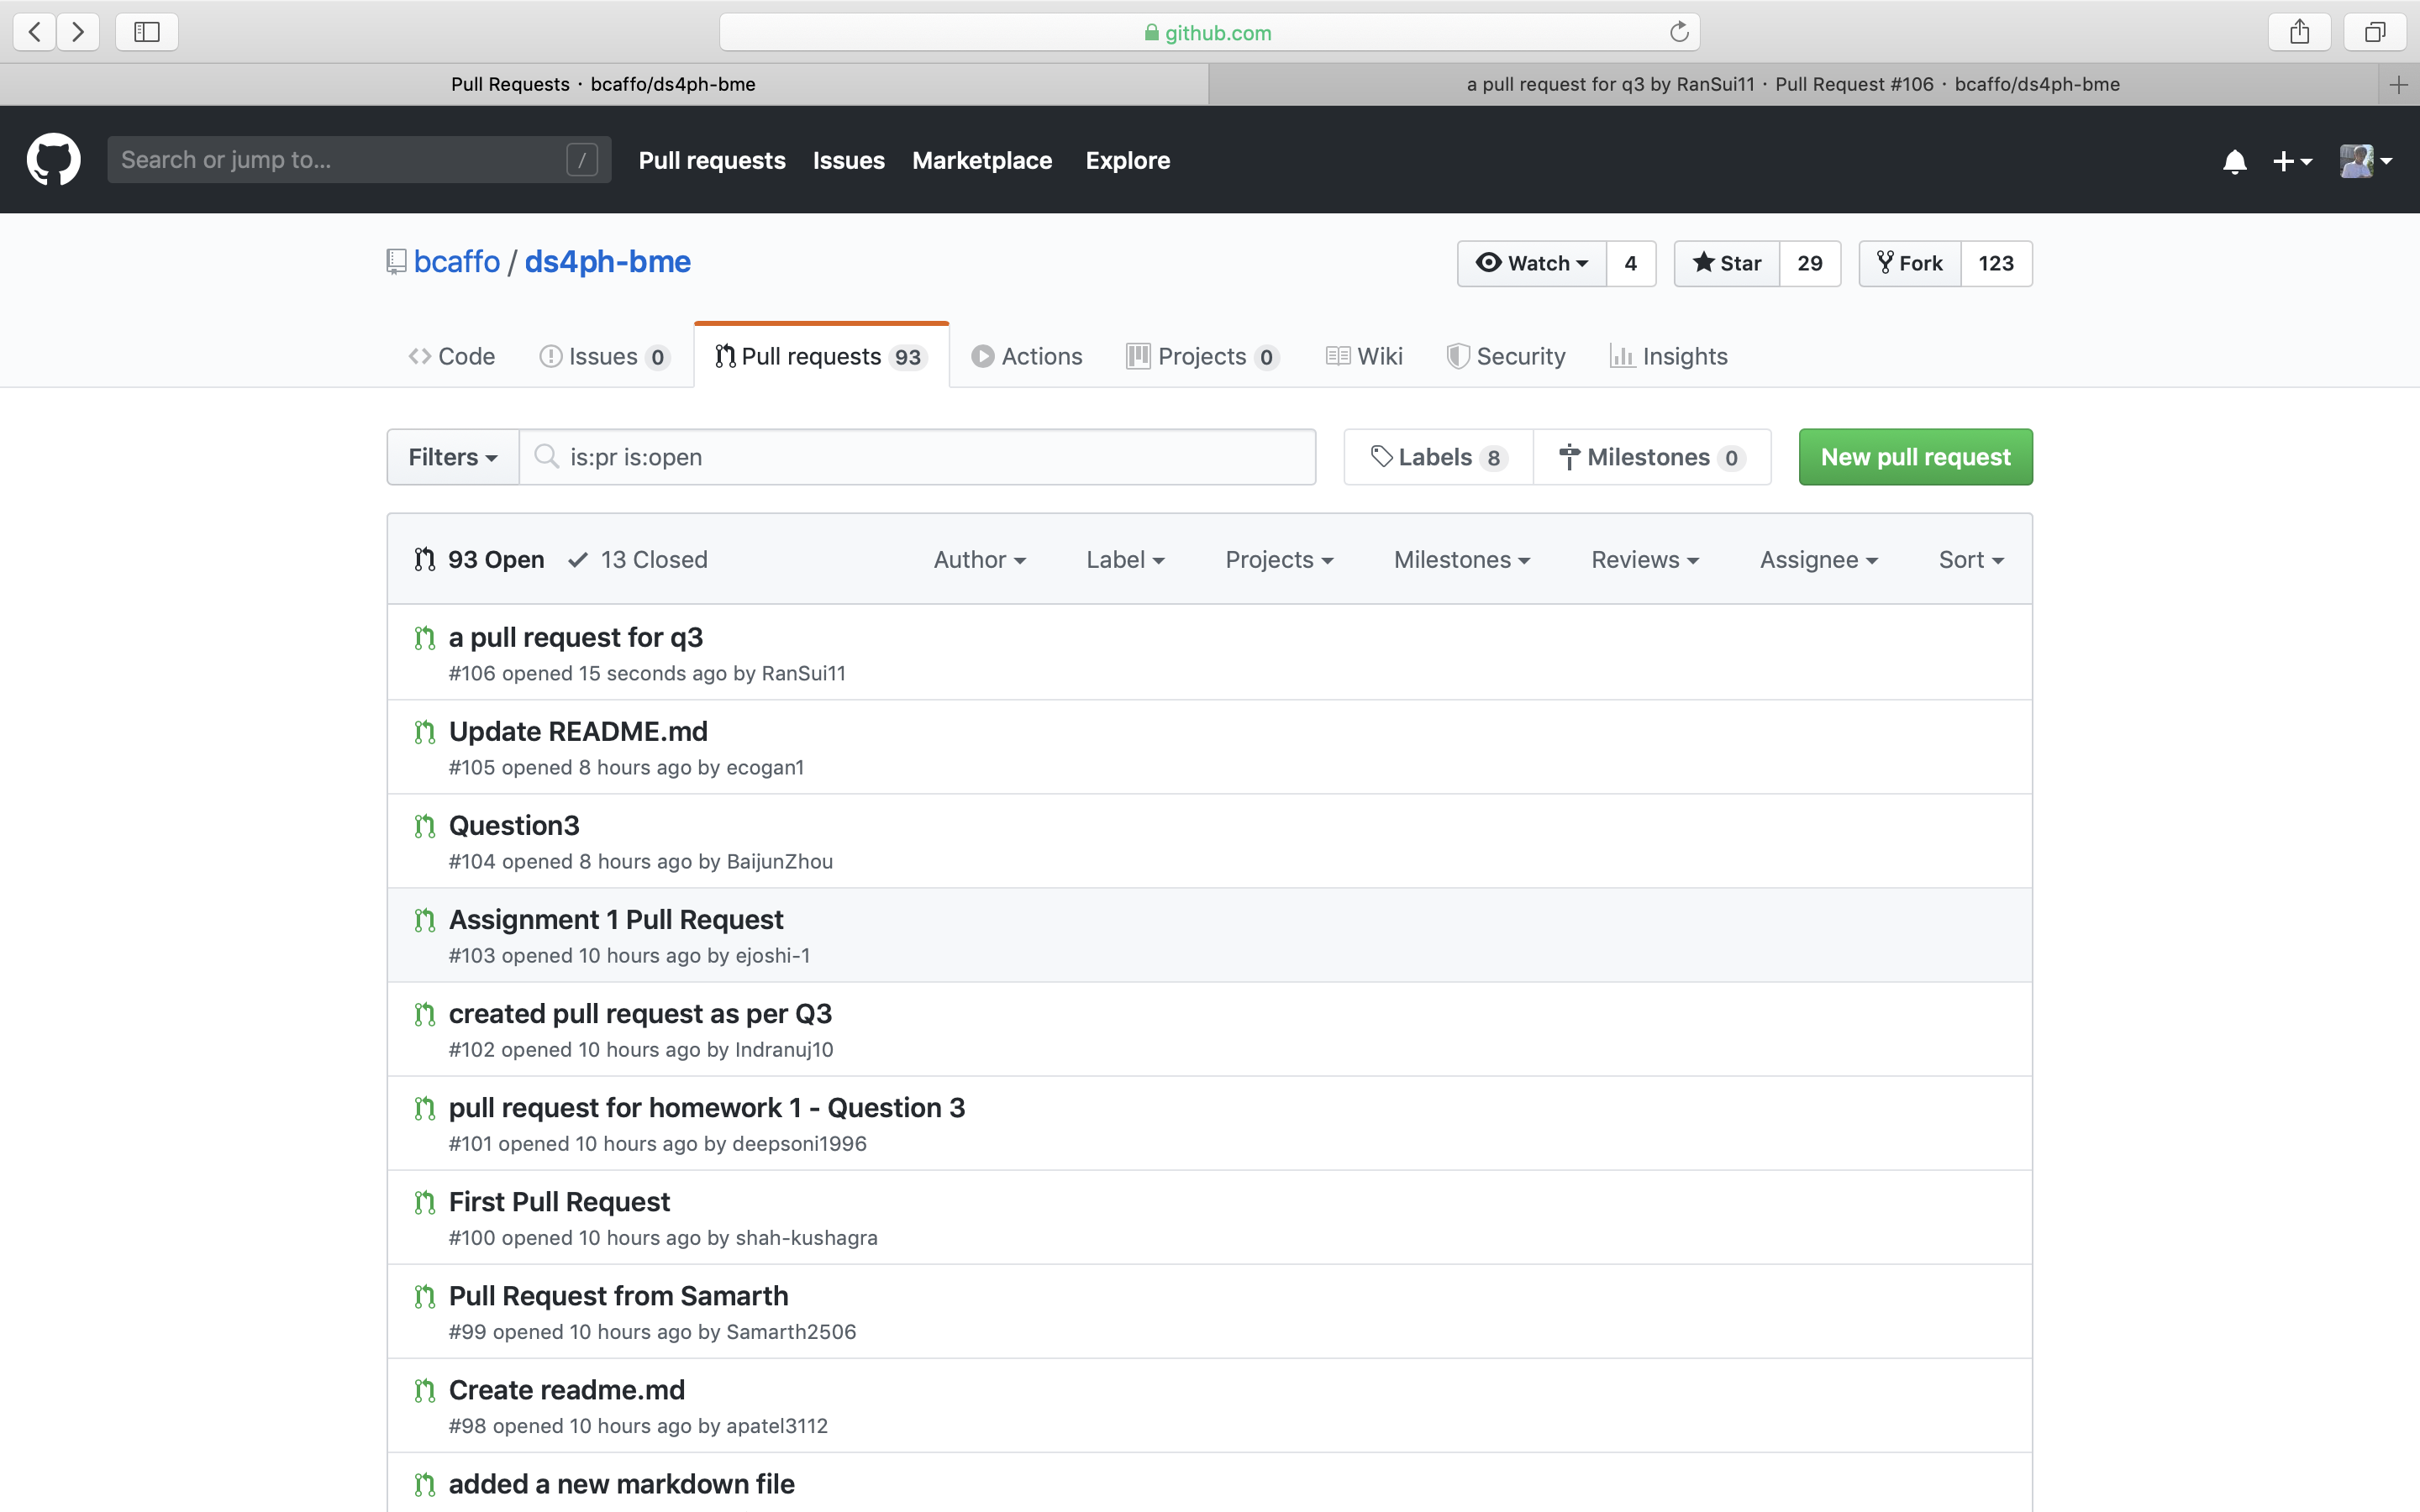 github.com
Pull Requests · bcaffo/ds4ph-bme
a pull request for q3 by RanSui11 · Pull Request #106 · bcaffo/ds4ph-bme
Search or jump to... /
Pull requests Issues Marketplace Explore
bcaffo / ds4ph-bme
Watch 4 Star 29 Fork 123
Code Issues 0 Pull requests 93 Actions Projects 0 Wiki Security Insights
Filters is:pr is:open Labels 8 Milestones 0 New pull request
93 Open 13 Closed Author Label Projects Milestones Reviews Assignee Sort
a pull request for q3
#106 opened 15 seconds ago by RanSui11
Update README.md
#105 opened 8 hours ago by ecogan1
Question3
#104 opened 8 hours ago by BaijunZhou
Assignment 1 Pull Request
#103 opened 10 hours ago by ejoshi-1
created pull request as per Q3
#102 opened 10 hours ago by Indranuj10
pull request for homework 1 - Question 3
#101 opened 10 hours ago by deepsoni1996
First Pull Request
#100 opened 10 hours ago by shah-kushagra
Pull Request from Samarth
#99 opened 10 hours ago by Samarth2506
Create readme.md
#98 opened 10 hours ago by apatel3112
added a new markdown file